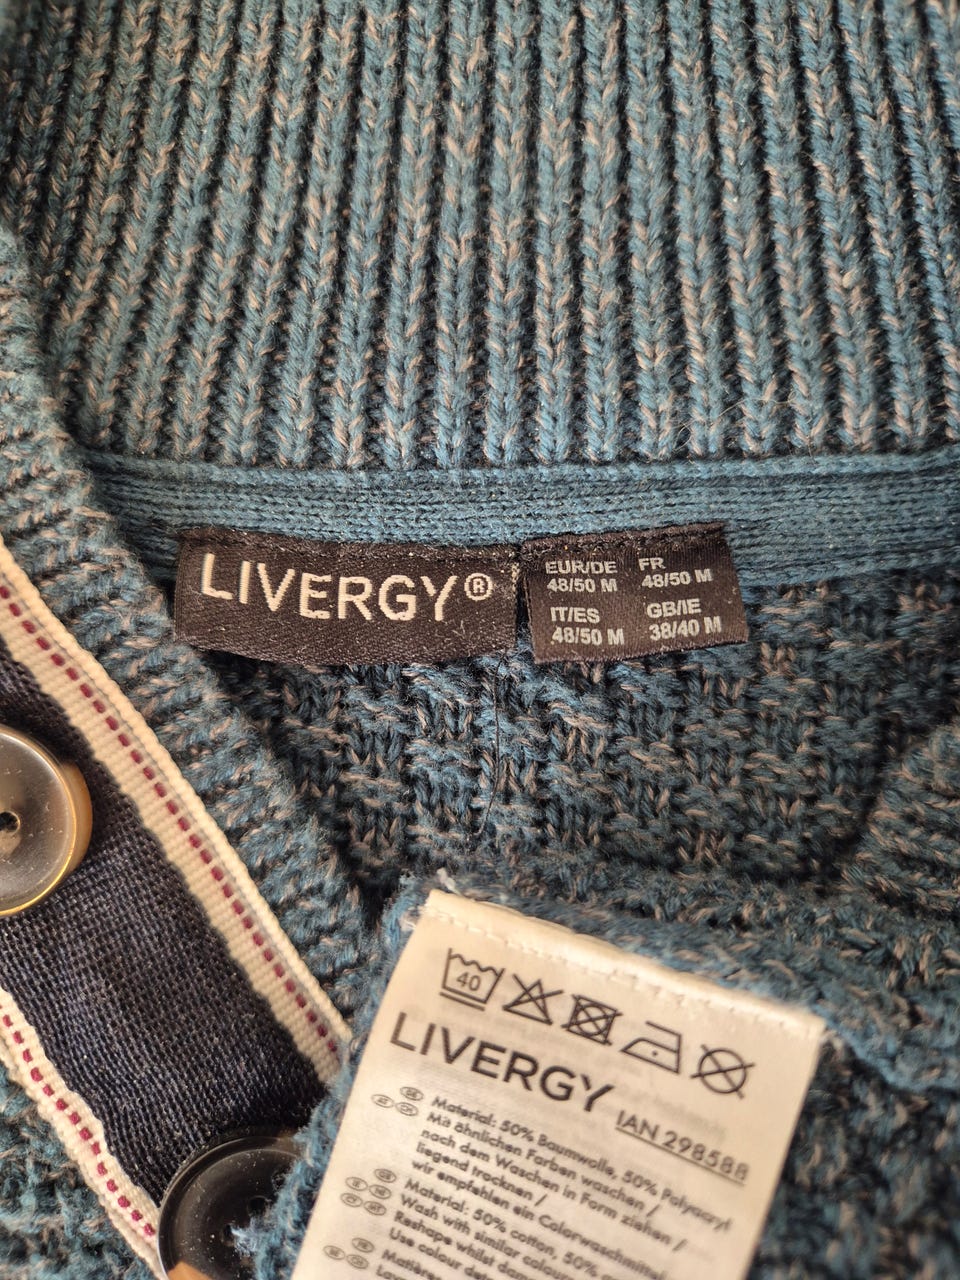 LIVERGY®
EUR/DE FR
48/50 M 48/50 M
IT/ES GB/IE
48/50 M 38/40 M
40
LIVERGY
IAN 298588
Material: 50% Baumwolle, 50% Polyacryl
Mit ähnlichen Farben waschen /
nach dem Waschen in Form ziehen /
liegend trocknen /
wir empfehlen ein Colorwaschmittel
Material: 50% cotton, 50%
Wash with similar colours
Reshape whilst damp
Use colour
Matières